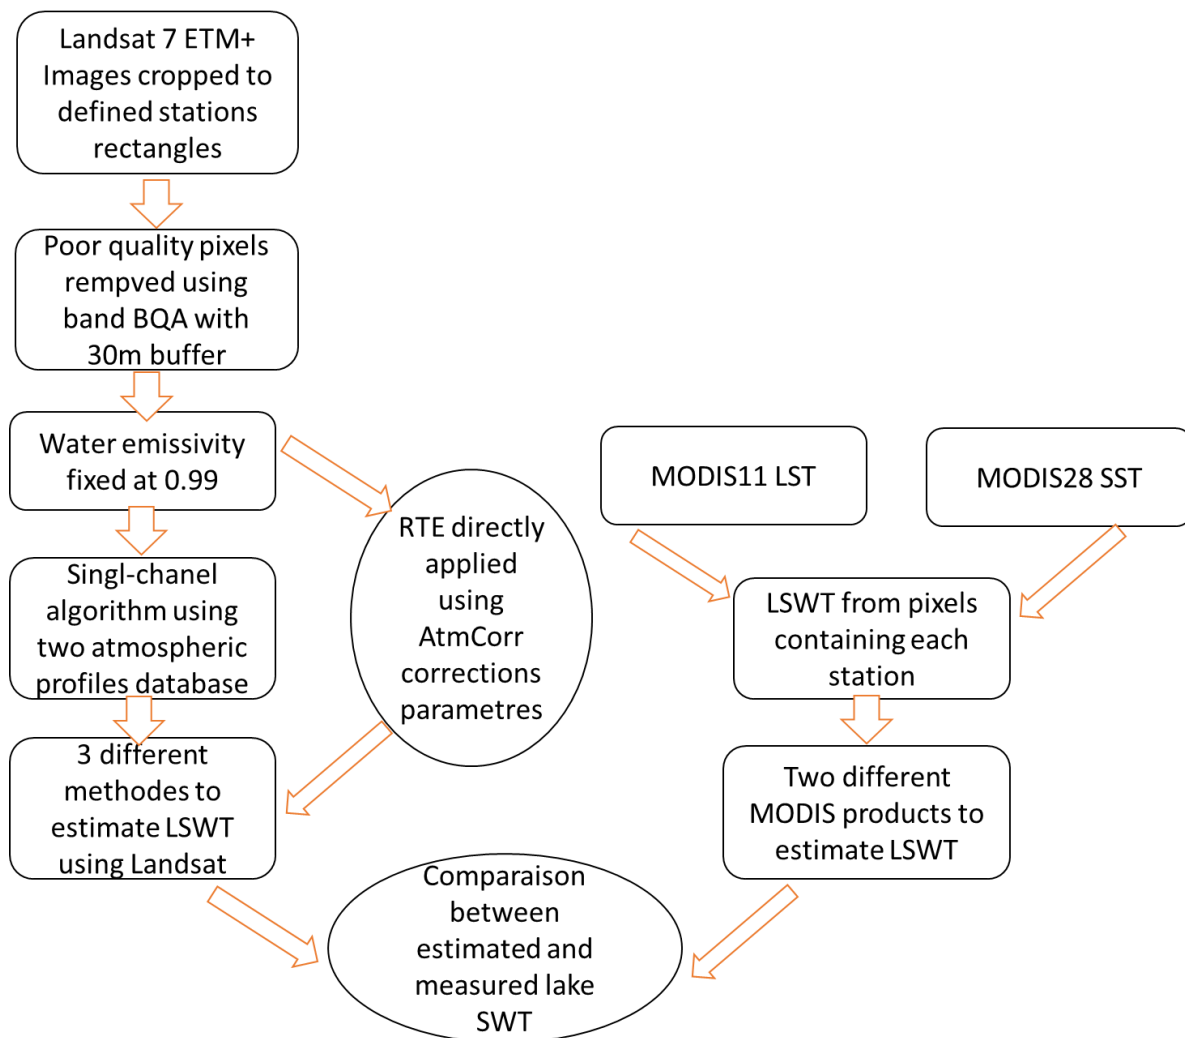 Landsat 7 ETM+
Images cropped to
defined stations
rectangles
Poor quality pixels
rempved using
band BQA with
30m buffer
Water emissivity
fixed at 0.99
Singl-chanel
algorithm using
two atmospheric
profiles database
3 different
methodes to
estimate LSWT
using Landsat
RTE directly
applied
using
AtmCorr
corrections
parametres
MODIS11 LST
MODIS28 SST
LSWT from pixels
containing each
station
Two different
MODIS products to
estimate LSWT
Comparaison
between
estimated and
measured lake
SWT